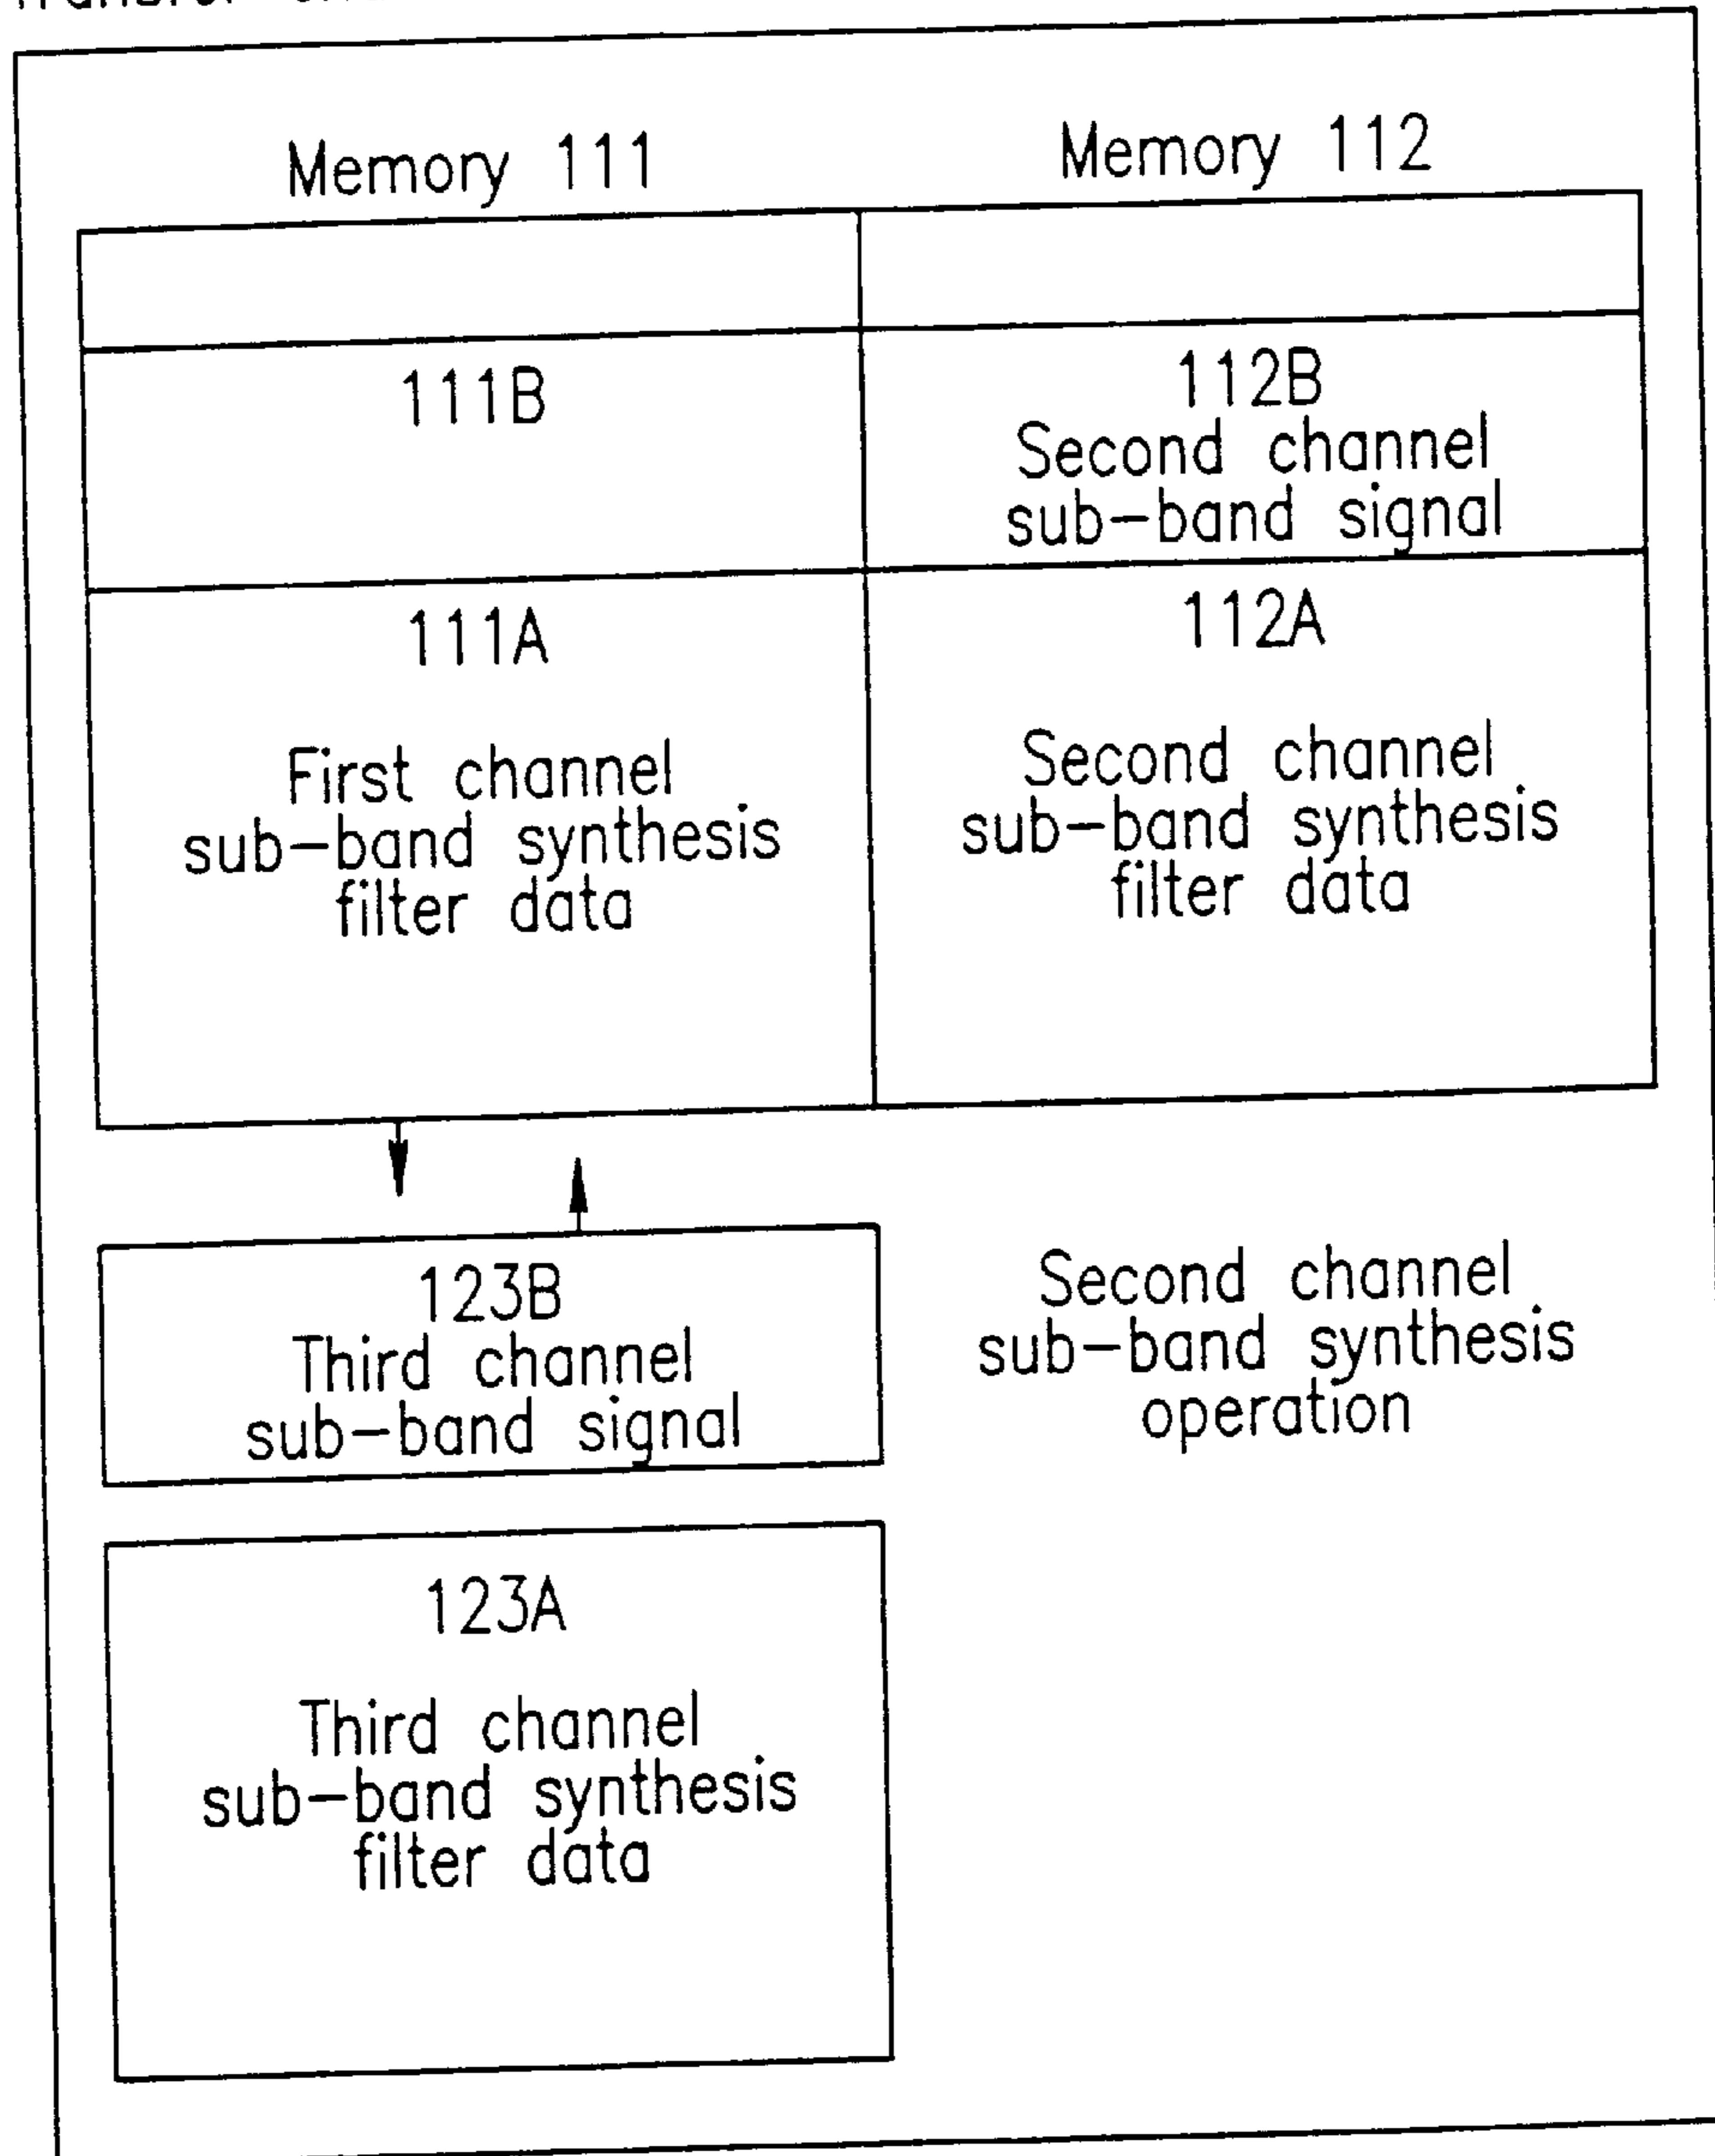 Memory 111
Memory 112
111B
112B
Second channel
sub-band signal
111A
First channel
sub-band synthesis
filter data
112A
Second channel
sub-band synthesis
filter data
123B
Third channel
sub-band signal
Second channel
sub-band synthesis
operation
123A
Third channel
sub-band synthesis
filter data